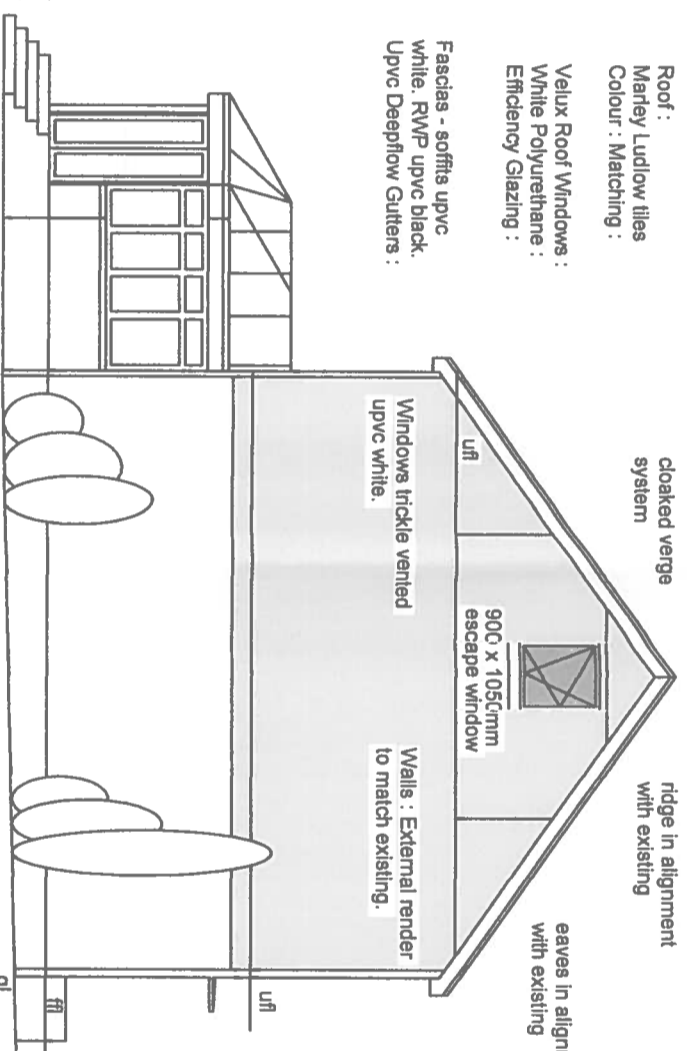 Roof :
Marley Ludlow tiles
Colour : Matching :
Velux Roof Windows :
White Polyurethane :
Efficiency Glazing :
Fascias - soffits upvc
white. RWP upvc black.
Upvc Deepflow Gutters :
cloaked verge
system
ridge in alignment
with existing
eaves in
with existing
ufl
900 x 1050mm
escape window
Windows trickle vented
upvc white.
Walls : External render
to match existing.
ufl
ffl